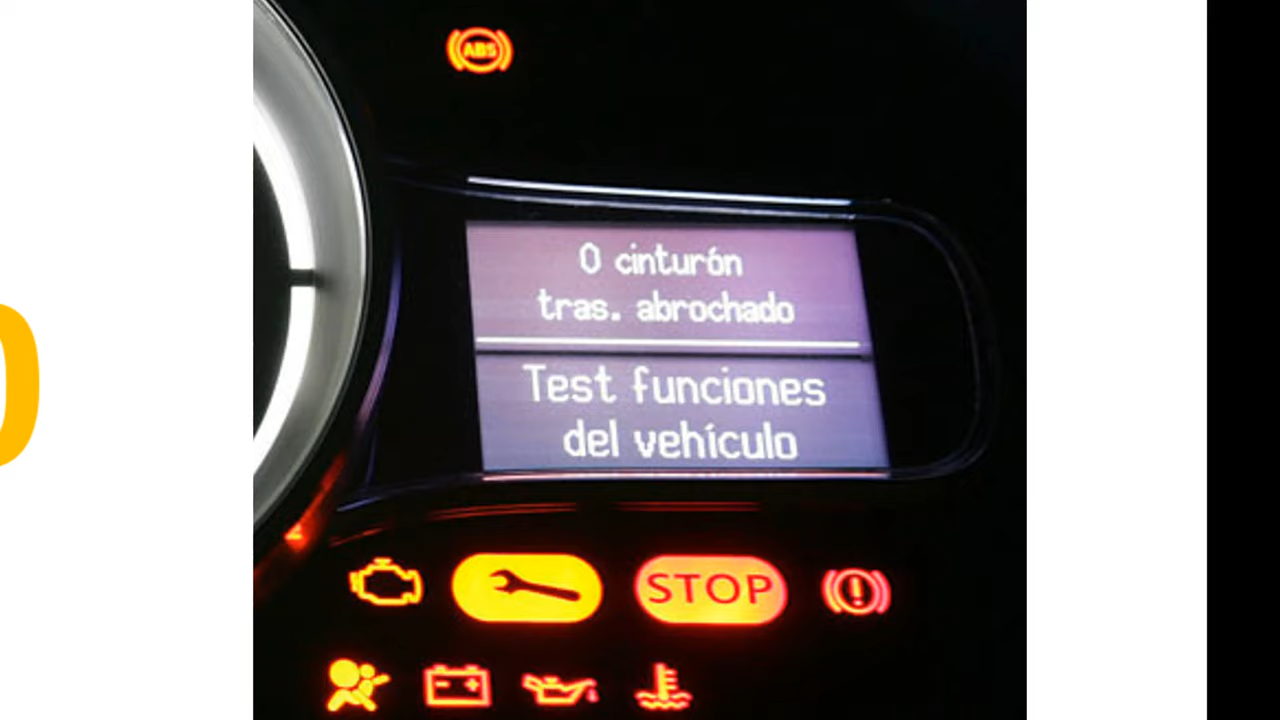 ABS
0 cinturón
tras. abrochado
Test funciones
del vehículo
STOP